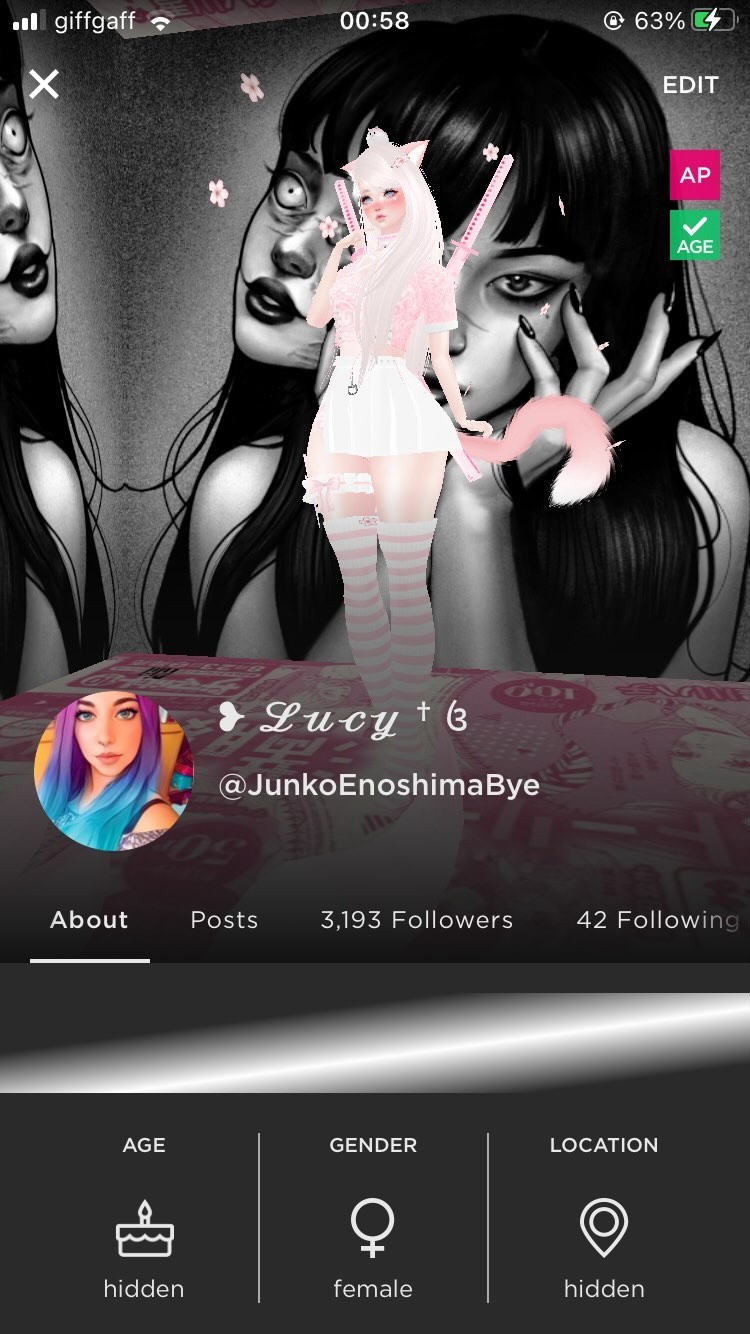 giffgaff 00:58 63%
EDIT
AP
AGE
❥ 𝓛𝓾𝓬𝔂 † ଓ
@JunkoEnoshimaBye
About Posts 3,193 Followers 42 Following
AGE GENDER LOCATION
hidden female hidden